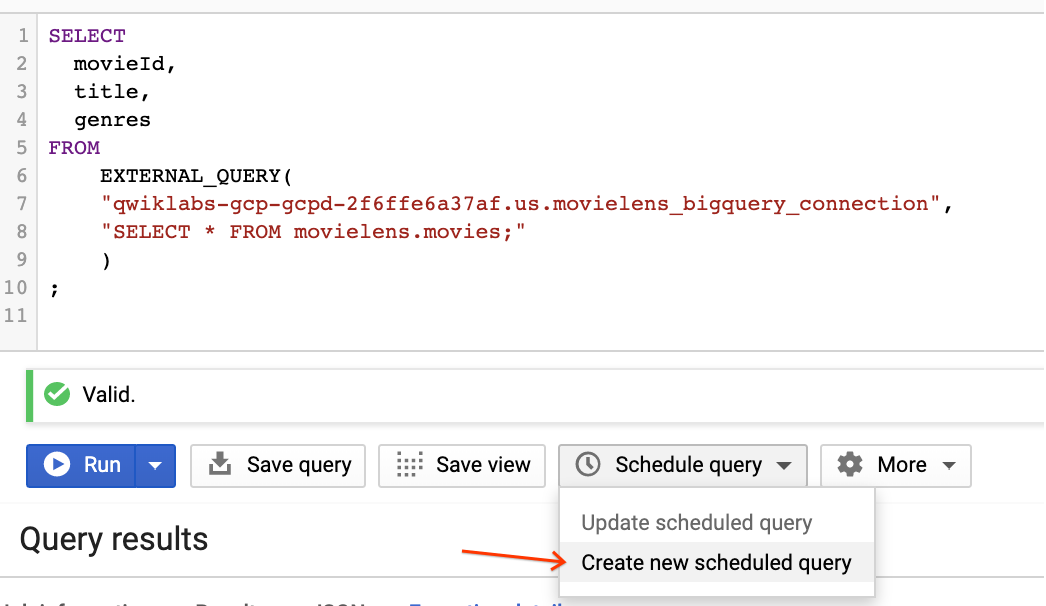 1 SELECT
2 movieId,
3 title,
4 genres
5 FROM
6 EXTERNAL_QUERY(
7 "qwiklabs-gcp-gcpd-2f6ffe6a37af.us.movielens_bigquery_connection",
8 "SELECT * FROM movielens.movies;"
9 )
10 ;
11
Valid.
Run Save query Save view Schedule query More
Update scheduled query
Query results
Create new scheduled query